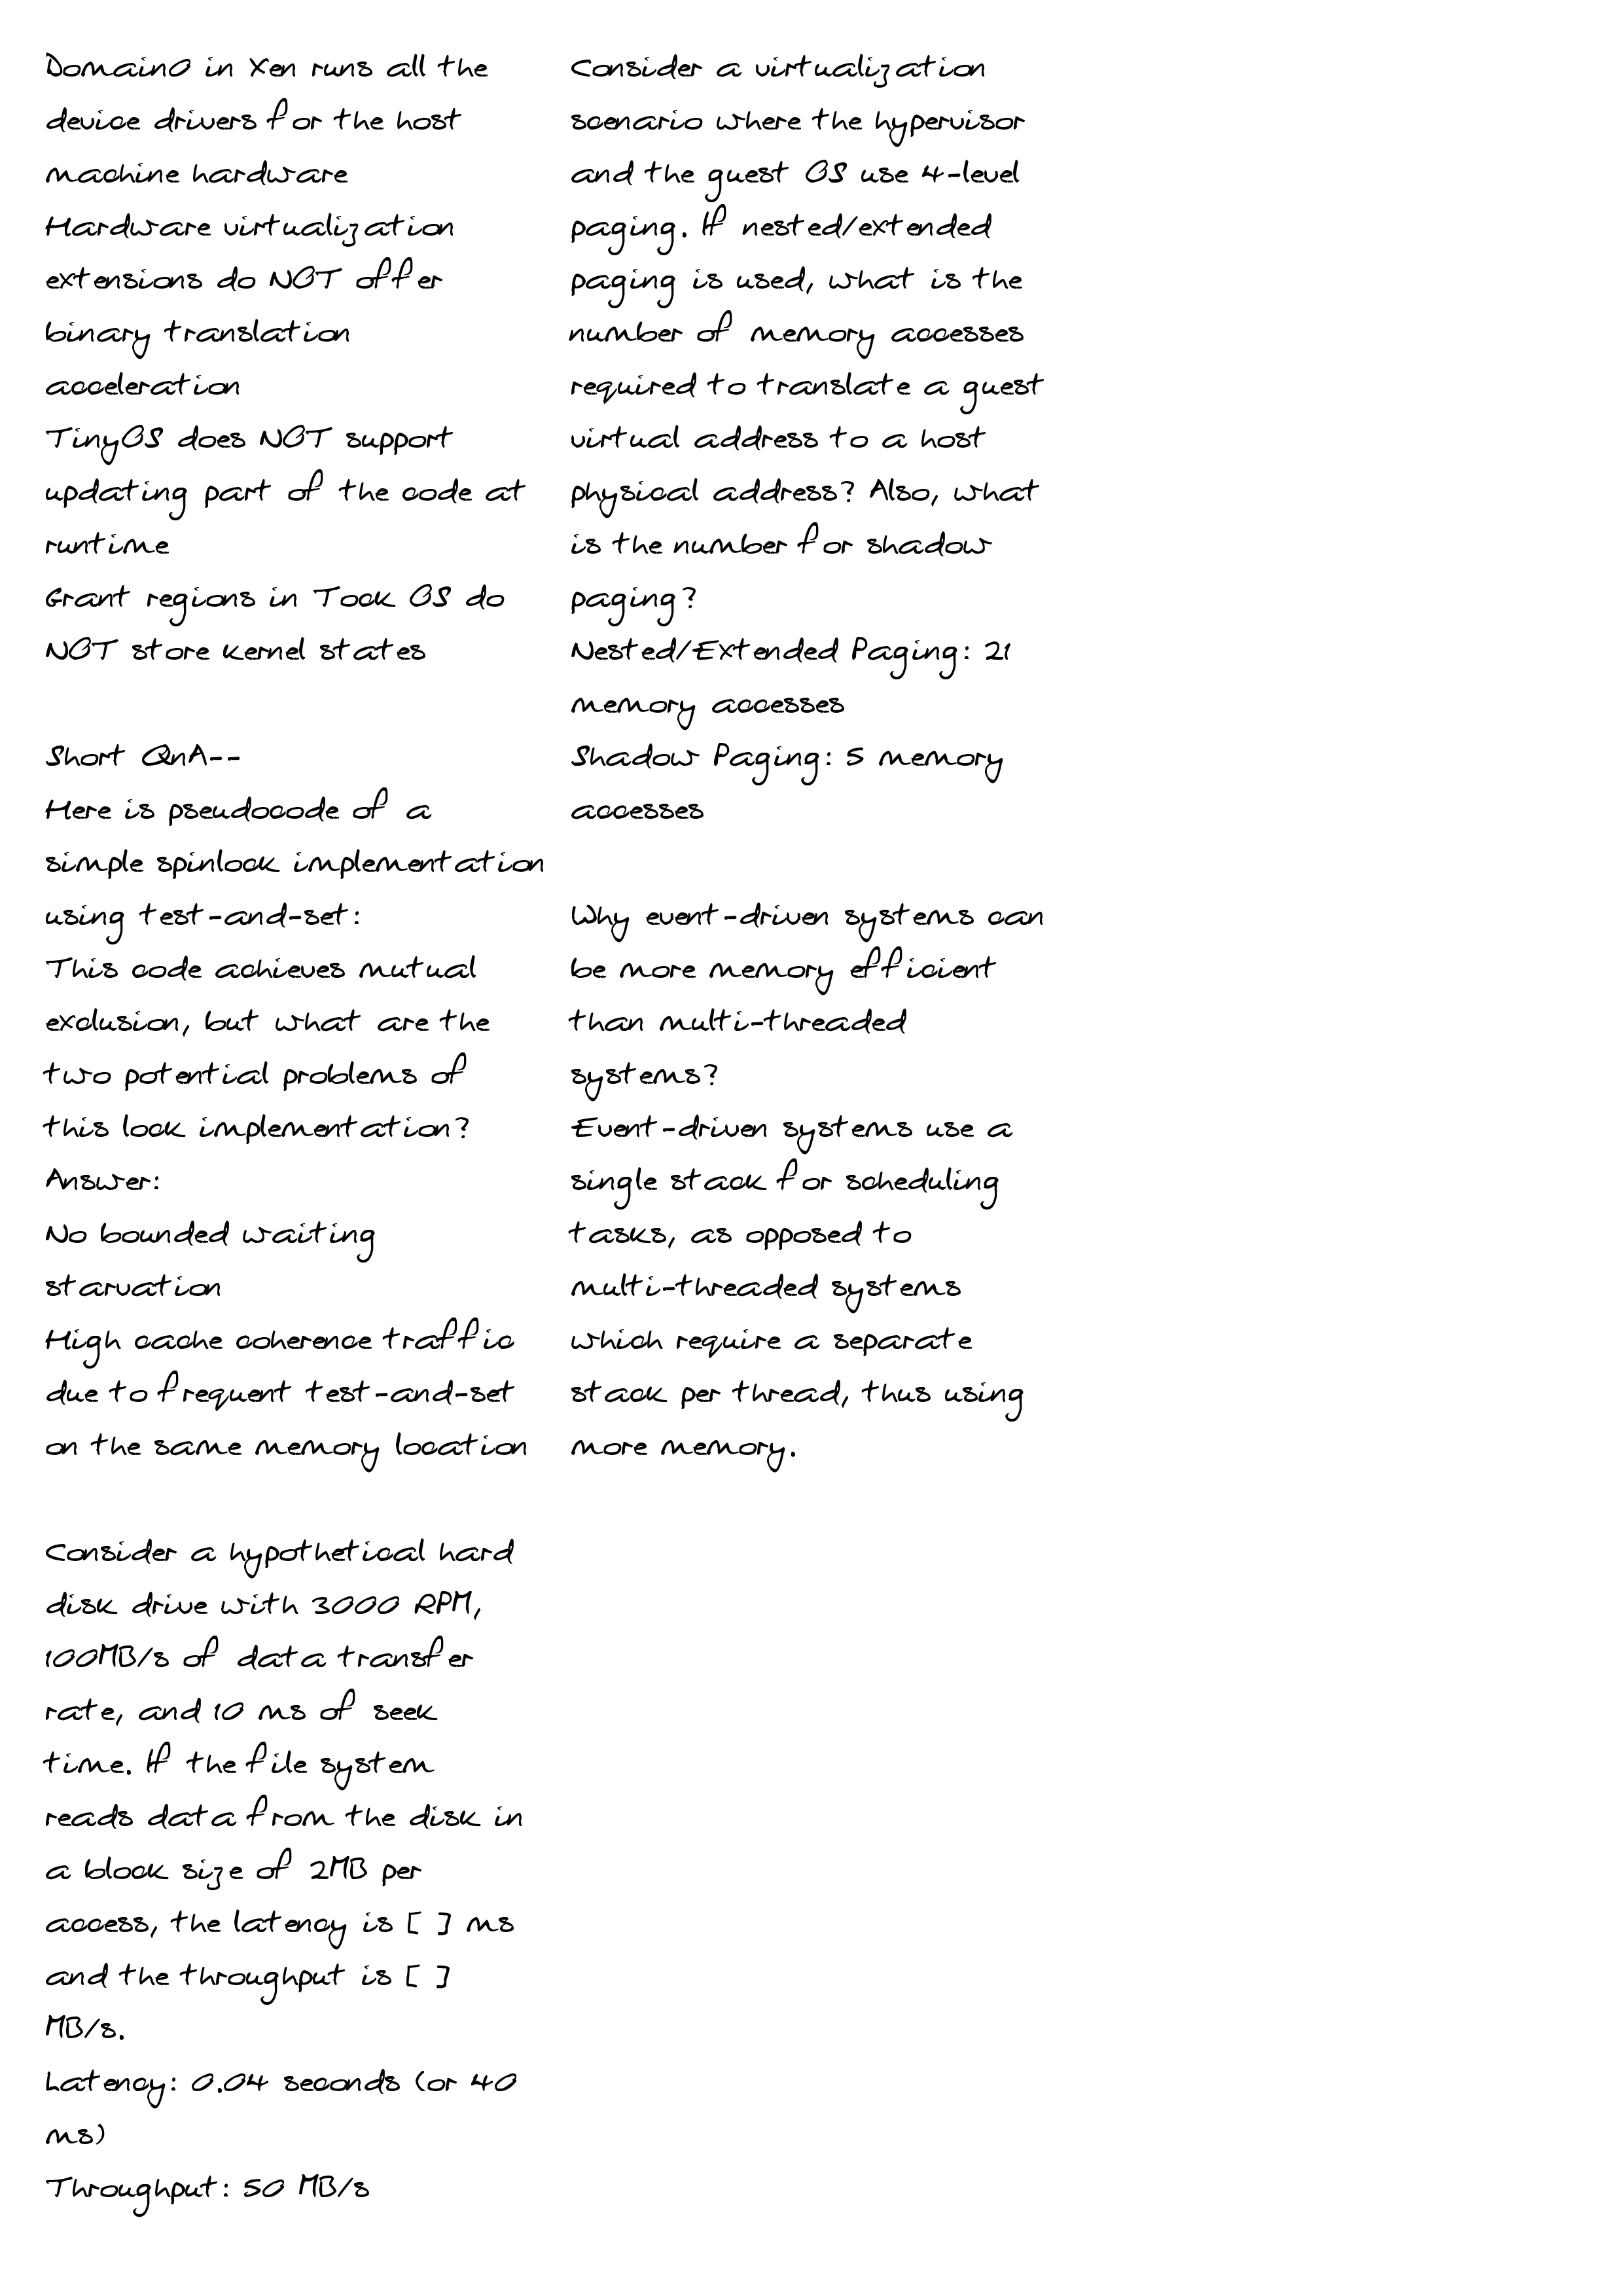 Domain0 in Xen runs all the
device drivers for the host
machine hardware
Hardware virtualization
extensions do NOT offer
binary translation
acceleration
TinyOS does NOT support
updating part of the code at
runtime
Grant regions in Tock OS do
NOT store kernel states
Short QnA--
Here is pseudocode of a
simple spinlock implementation
using test-and-set:
This code achieves mutual
exclusion, but what are the
two potential problems of
this lock implementation?
Answer:
No bounded waiting
starvation
High cache coherence traffic
due to frequent test-and-set
on the same memory location
Consider a hypothetical hard
disk drive with 3000 RPM,
100MB/s of data transfer
rate, and 10 ms of seek
time. If the file system
reads data from the disk in
a block size of 2MB per
access, the latency is [ ] ms
and the throughput is [ ]
MB/s.
Latency: 0.04 seconds (or 40
ms)
Throughput: 50 MB/s
Consider a virtualization
scenario where the hypervisor
and the guest OS use 4-level
paging. If nested/extended
paging is used, what is the
number of memory accesses
required to translate a guest
virtual address to a host
physical address? Also, what
is the number for shadow
paging?
Nested/Extended Paging: 21
memory accesses
Shadow Paging: 5 memory
accesses
Why event-driven systems can
be more memory efficient
than multi-threaded
systems?
Event-driven systems use a
single stack for scheduling
tasks, as opposed to
multi-threaded systems
which require a separate
stack per thread, thus using
more memory.